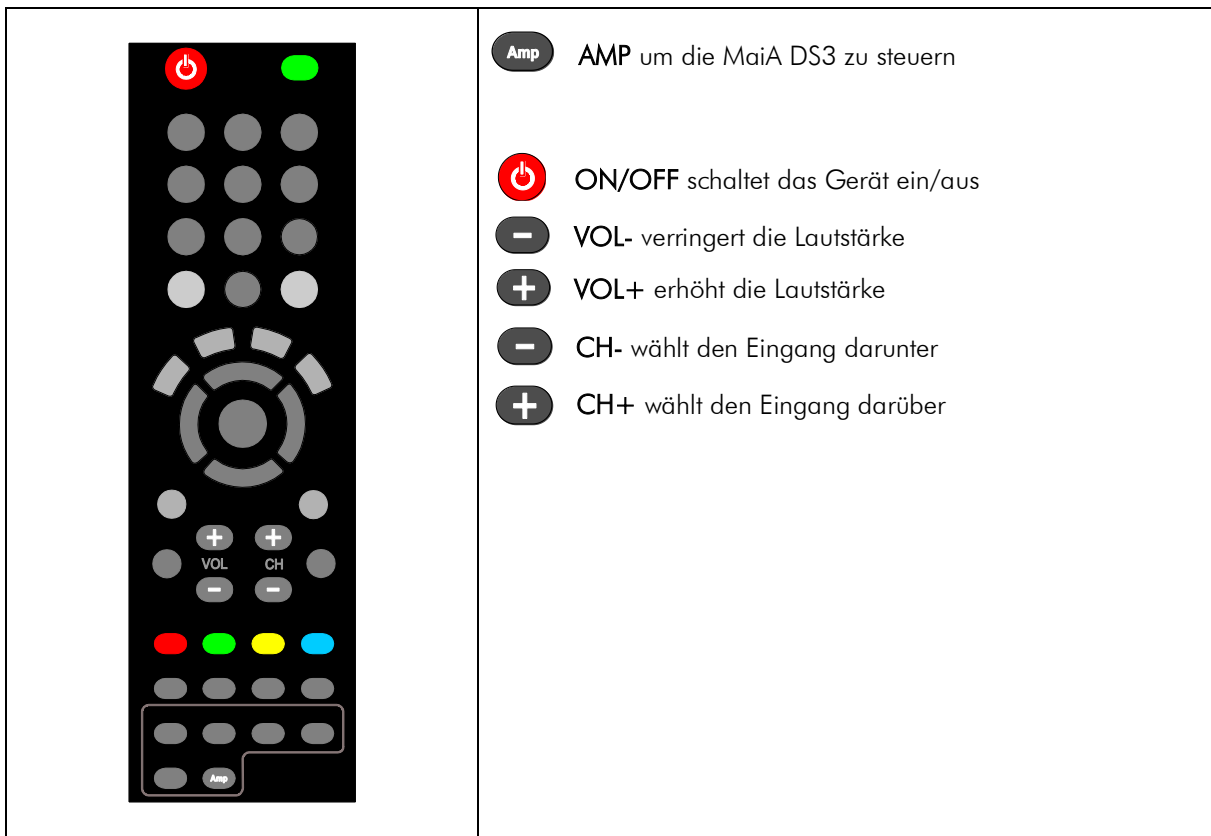 VOL CH
Amp
Amp AMP um die MaiA DS3 zu steuern
ON/OFF schaltet das Gerät ein/aus
VOL- verringert die Lautstärke
VOL+ erhöht die Lautstärke
CH- wählt den Eingang darunter
CH+ wählt den Eingang darüber